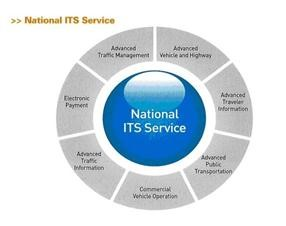 >> National ITS Service
Advanced
Traffic Management
Advanced
Vehicle and Highway
Electronic
Payment
Advanced
Traveler
Information
National
ITS Service
Advanced
Traffic
Information
Advanced
Public
Transportation
Commercial
Vehicle Operation